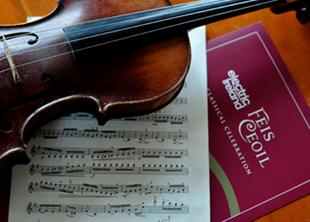 electric
ireland
FEIS
CEOIL
CLASSICAL CELEBRATION